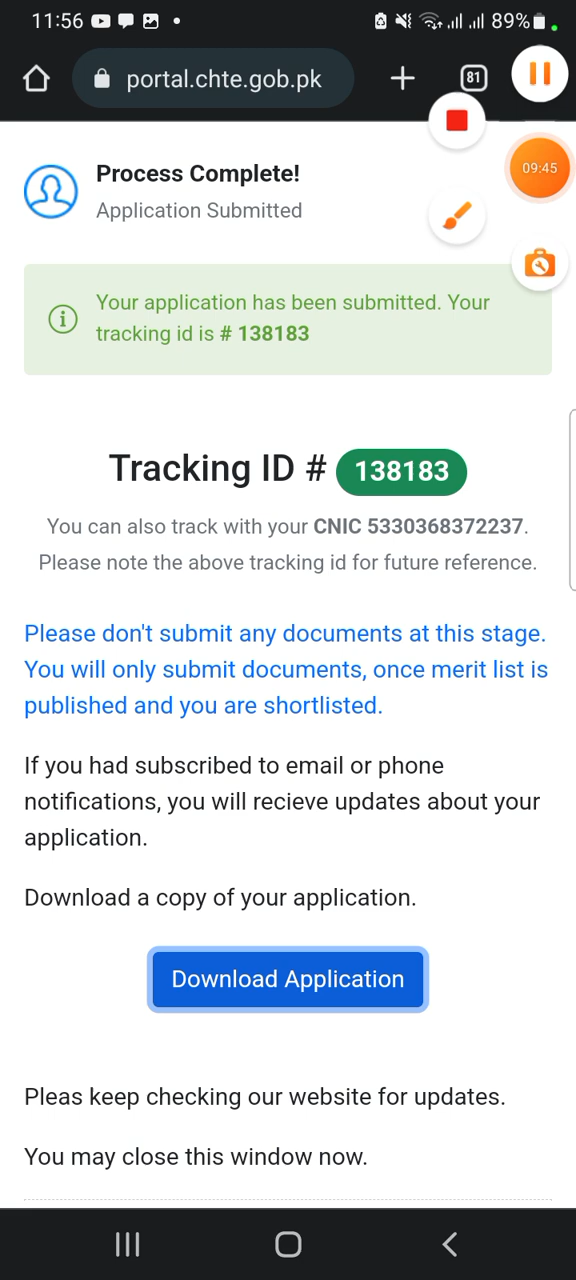 11:56
89%
portal.chte.gob.pk
81
09:45
Process Complete!
Application Submitted
Your application has been submitted. Your
tracking id is # 138183
Tracking ID # 138183
You can also track with your CNIC 5330368372237.
Please note the above tracking id for future reference.
Please don't submit any documents at this stage.
You will only submit documents, once merit list is
published and you are shortlisted.
If you had subscribed to email or phone
notifications, you will recieve updates about your
application.
Download a copy of your application.
Download Application
Pleas keep checking our website for updates.
You may close this window now.